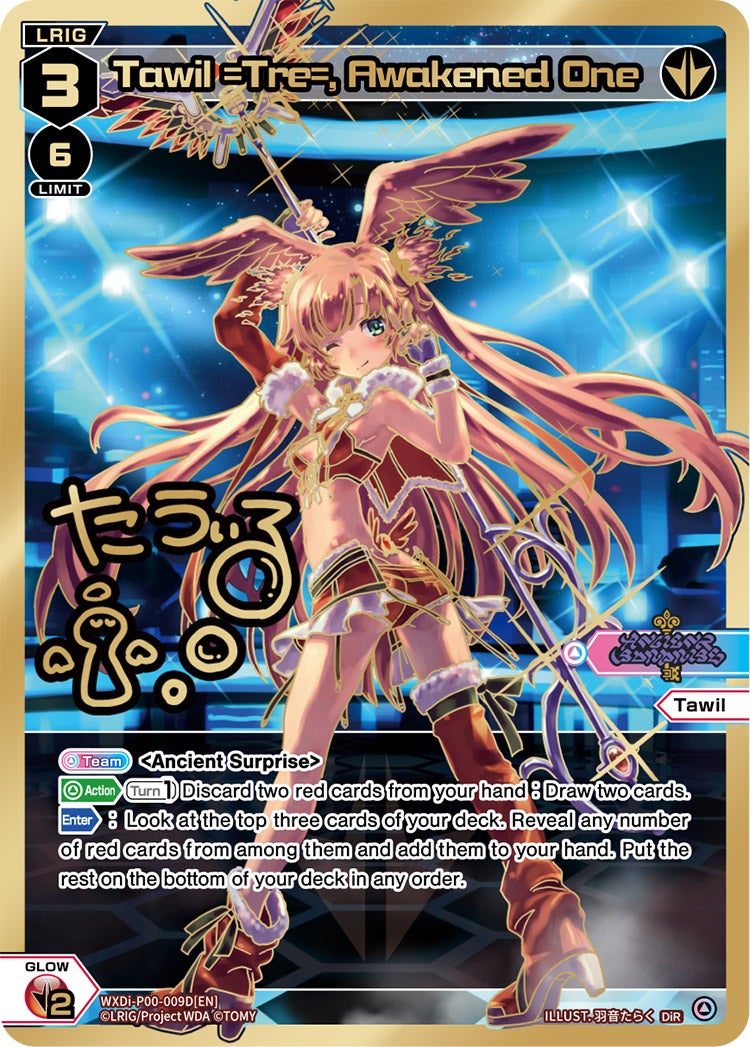 LRIG
3
Tawil =Tre=, Awakened One
6
LIMIT
たうぃる
Tawil
Team <Ancient Surprise>
Action Turn 1 Discard two red cards from your hand : Draw two cards.
Enter : Look at the top three cards of your deck. Reveal any number
of red cards from among them and add them to your hand. Put the
rest on the bottom of your deck in any order.
GLOW
2
WXDi-P00-009D[EN]
©LRIG/Project WDA ©TOMY
ILLUST. 羽音たらく DiR